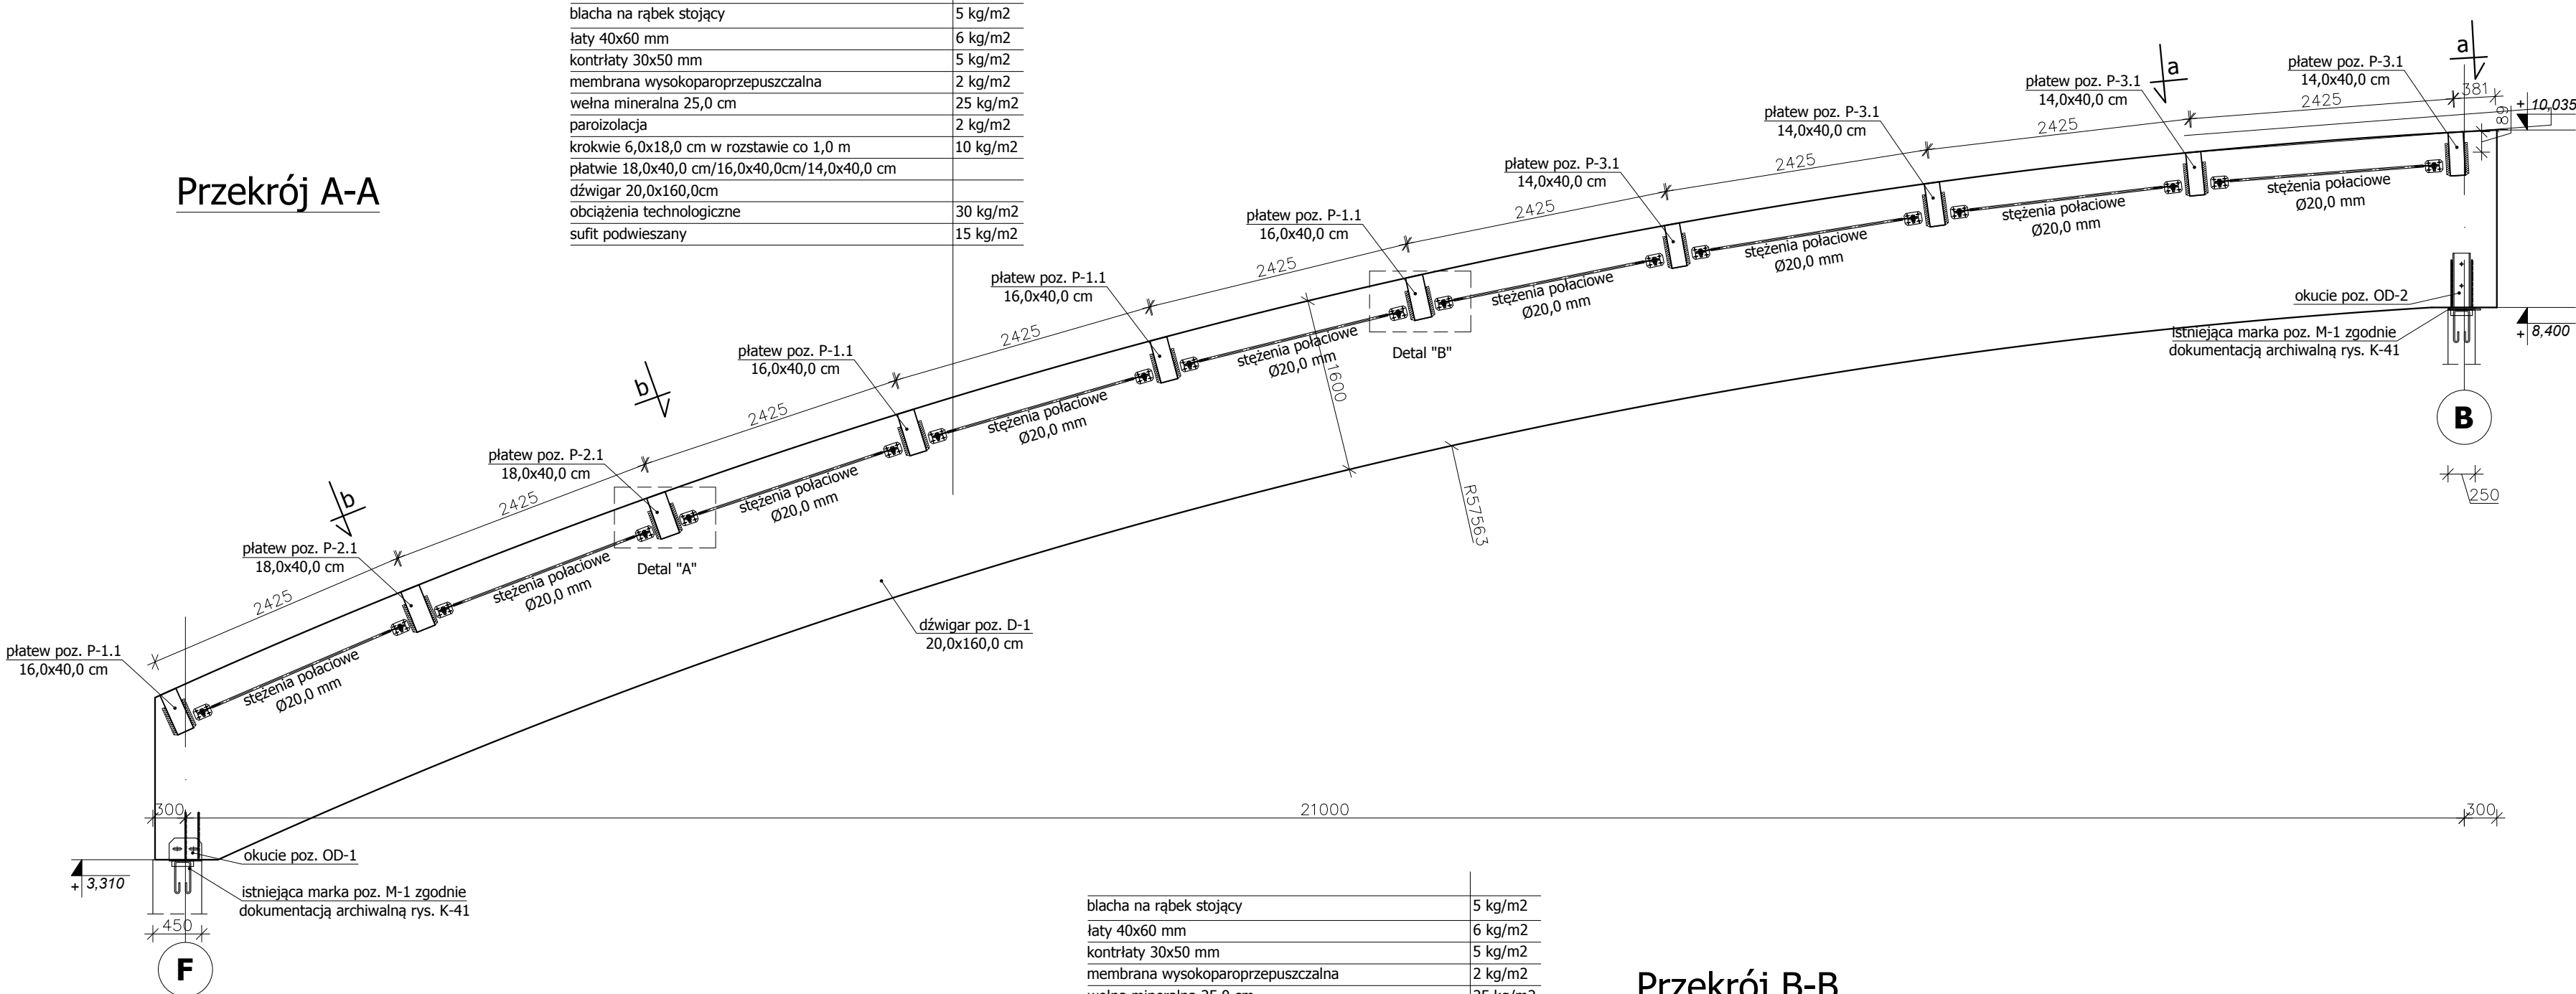 blacha na rąbek stojący 5 kg/m2
łaty 40x60 mm 6 kg/m2
kontrłaty 30x50 mm 5 kg/m2
membrana wysokoparoprzepuszczalna 2 kg/m2
wełna mineralna 25,0 cm 25 kg/m2
paroizolacja 2 kg/m2
krokwie 6,0x18,0 cm w rozstawie co 1,0 m 10 kg/m2
płatwie 18,0x40,0 cm/16,0x40,0cm/14,0x40,0 cm
dźwigar 20,0x160,0cm
obciążenia technologiczne 30 kg/m2
sufit podwieszany 15 kg/m2
Przekrój A-A
płatew poz. P-1.1
16,0x40,0 cm
płatew poz. P-2.1
18,0x40,0 cm
płatew poz. P-2.1
18,0x40,0 cm
płatew poz. P-1.1
16,0x40,0 cm
płatew poz. P-1.1
16,0x40,0 cm
płatew poz. P-1.1
16,0x40,0 cm
płatew poz. P-3.1
14,0x40,0 cm
płatew poz. P-3.1
14,0x40,0 cm
płatew poz. P-3.1
14,0x40,0 cm
płatew poz. P-3.1
14,0x40,0 cm
b
b
a
a
2425
2425
2425
2425
2425
2425
2425
2425
2425
381
89
+ 10,035
stężenia połaciowe
Ø20,0 mm
stężenia połaciowe
Ø20,0 mm
stężenia połaciowe
Ø20,0 mm
stężenia połaciowe
Ø20,0 mm
stężenia połaciowe
Ø20,0 mm
stężenia połaciowe
Ø20,0 mm
stężenia połaciowe
Ø20,0 mm
stężenia połaciowe
Ø20,0 mm
stężenia połaciowe
Ø20,0 mm
Detal "A"
Detal "B"
1600
R57563
okucie poz. OD-2
istniejąca marka poz. M-1 zgodnie
dokumentacją archiwalną rys. K-41
+ 8,400
B
250
dźwigar poz. D-1
20,0x160,0 cm
300
21000
300
okucie poz. OD-1
+ 3,310
istniejąca marka poz. M-1 zgodnie
dokumentacją archiwalną rys. K-41
450
F
blacha na rąbek stojący 5 kg/m2
łaty 40x60 mm 6 kg/m2
kontrłaty 30x50 mm 5 kg/m2
membrana wysokoparoprzepuszczalna 2 kg/m2
wełna mineralna 25,0 cm 25 kg/m2
Przekrój B-B